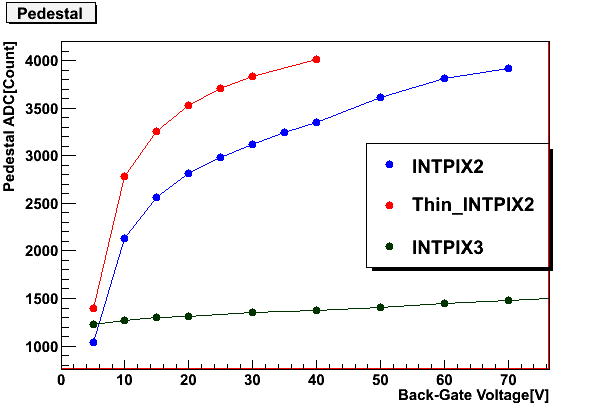 Pedestal
Pedestal ADC[Count]
4000
3500
3000
2500
2000
1500
1000
INTPIX2
Thin_INTPIX2
INTPIX3
0 10 20 30 40 50 60 70
Back-Gate Voltage[V]